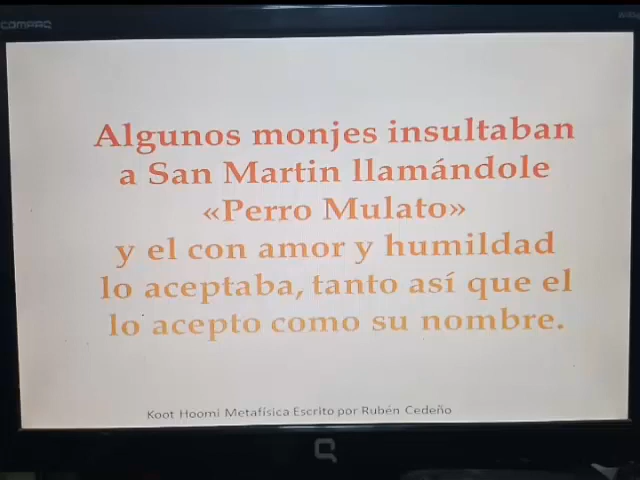 COMPAQ
Algunos monjes insultaban
a San Martin llamándole
«Perro Mulato»
y el con amor y humildad
lo aceptaba, tanto así que el
lo acepto como su nombre.
Koot Hoomi Metafísica Escrito por Rubén Cedeño